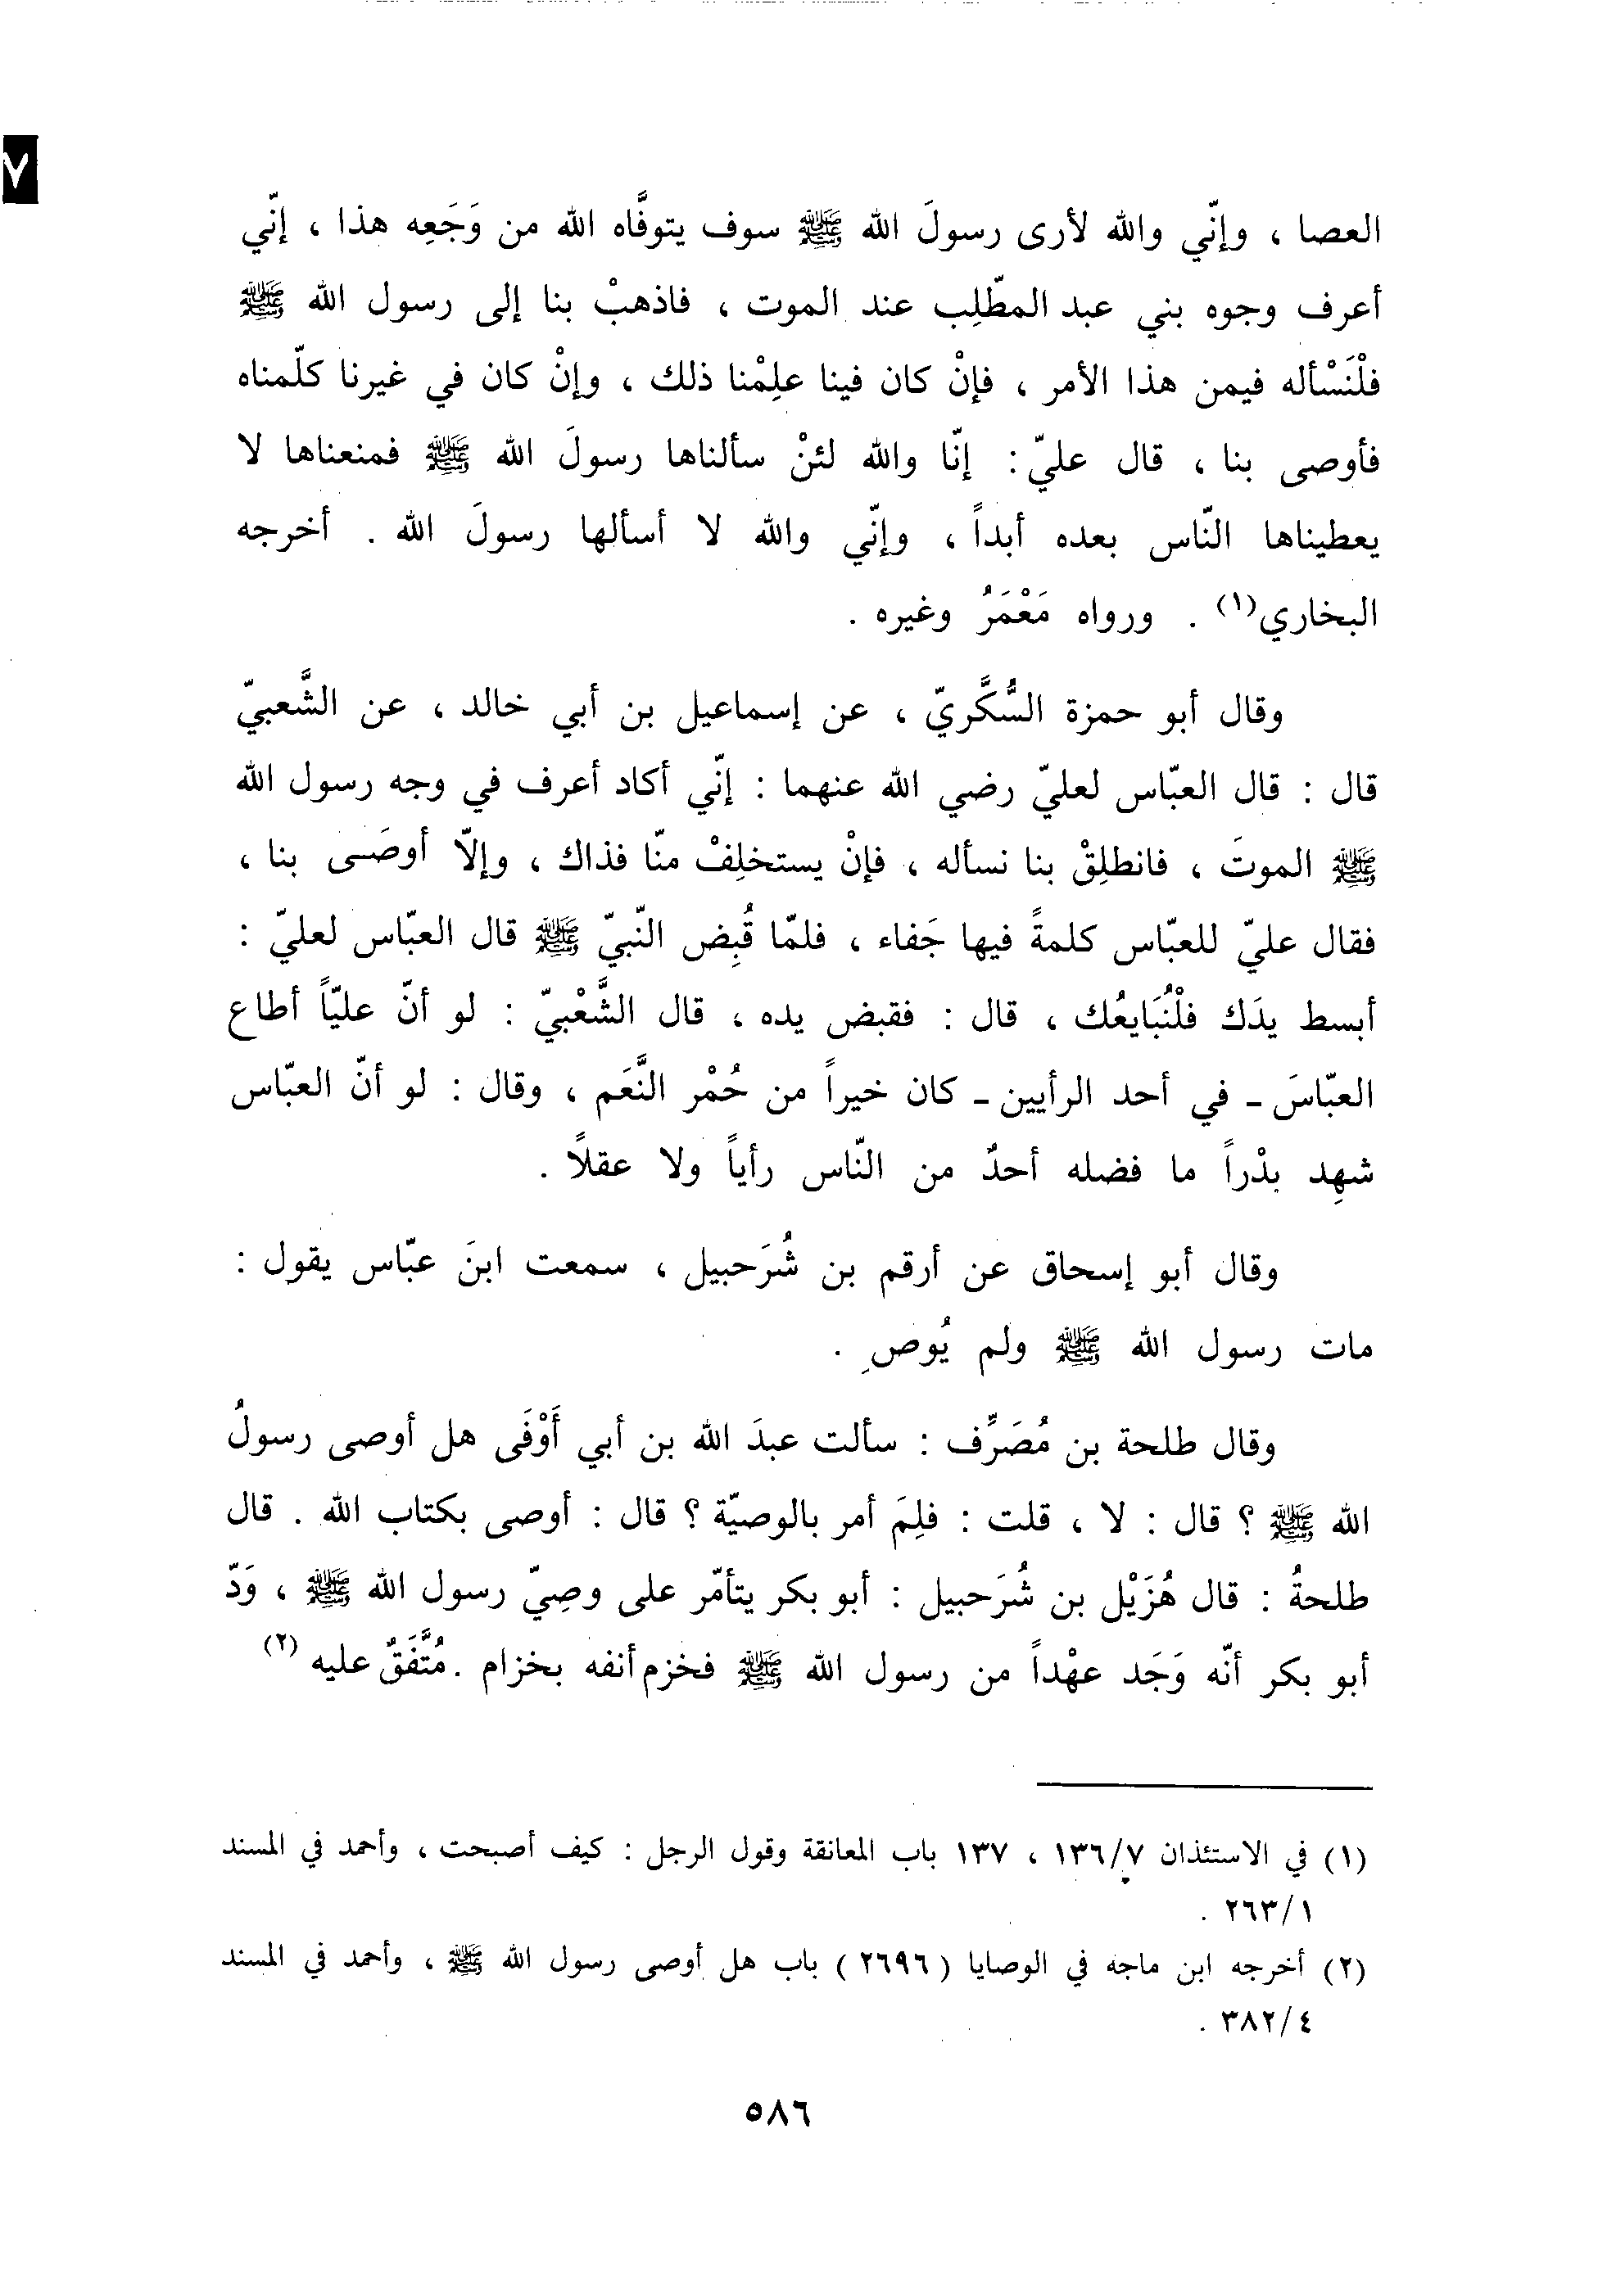 ٧
العصا ، وإنّي والله لأرى رسولَ الله ﷺ سوف يتوفَّاه الله من وَجَعِه هذا ، إنّي
أعرف وجوه بني عبد المطّلِب عند الموت ، فاذهبْ بنا إلى رسول الله ﷺ
فلْنَسْأله فيمن هذا الأمر ، فإنْ كان فينا علِمْنا ذلك ، وإنْ كان في غيرنا كلّمناه
فأوصى بنا ، قال عليّ : إنّا والله لئنْ سألناها رسولَ الله ﷺ فمنعناها لا
يعطيناها النّاس بعده أبداً ، وإنّي والله لا أسألها رسولَ الله . أخرجه
البخاري(١) . ورواه مَعْمَرُ وغيره .
وقال أبو حمزة السُّكَّريّ ، عن إسماعيل بن أبي خالد ، عن الشَّعبيّ
قال : قال العبّاس لعليّ رضي الله عنهما : إنّي أكاد أعرف في وجه رسول الله
ﷺ الموتَ ، فانطلِقْ بنا نسأله ، فإنْ يستخلِفْ منّا فذاك ، وإلاّ أوصَى بنا ،
فقال عليّ للعبّاس كلمةً فيها جَفاء ، فلمّا قُبِض النّبيّ ﷺ قال العبّاس لعليّ :
أبسط يدَك فلْنُبَايعُك ، قال : فقبض يده ، قال الشَّعْبيّ : لو أنّ عليّاً أطاع
العبّاسَ ـ في أحد الرأيين ـ كان خيراً من حُمْر النَّعَم ، وقال : لو أنّ العبّاس
شهِد بدْراً ما فضله أحدٌ من النّاس رأياً ولا عقلاً .
وقال أبو إسحاق عن أرقم بن شُرَحبيل ، سمعت ابنَ عبّاس يقول :
مات رسول الله ﷺ ولم يُوصِ .
وقال طلحة بن مُصَرِّف : سألت عبدَ الله بن أبي أَوْفَى هل أوصى رسولُ
الله ﷺ ؟ قال : لا ، قلت : فلِمَ أمر بالوصيّة ؟ قال : أوصى بكتاب الله . قال
طلحةُ : قال هُزَيْل بن شُرَحبيل : أبو بكر يتأمّر على وصِيّ رسول الله ﷺ ، وَدّ
أبو بكر أنّه وَجَد عهْداً من رسول الله ﷺ فخزم أنفه بخزام . مُتَّفَقٌ عليه (٢)
(١) في الاستئذان ١٣٦/٧ ، ١٣٧ باب المعانقة وقول الرجل : كيف أصبحت ، وأحمد في المسند
٢٦٣/١ .
(٢) أخرجه ابن ماجه في الوصايا (٢٦٩٦) باب هل أوصى رسول الله ﷺ ، وأحمد في المسند
٣٨٢/٤ .
٥٨٦